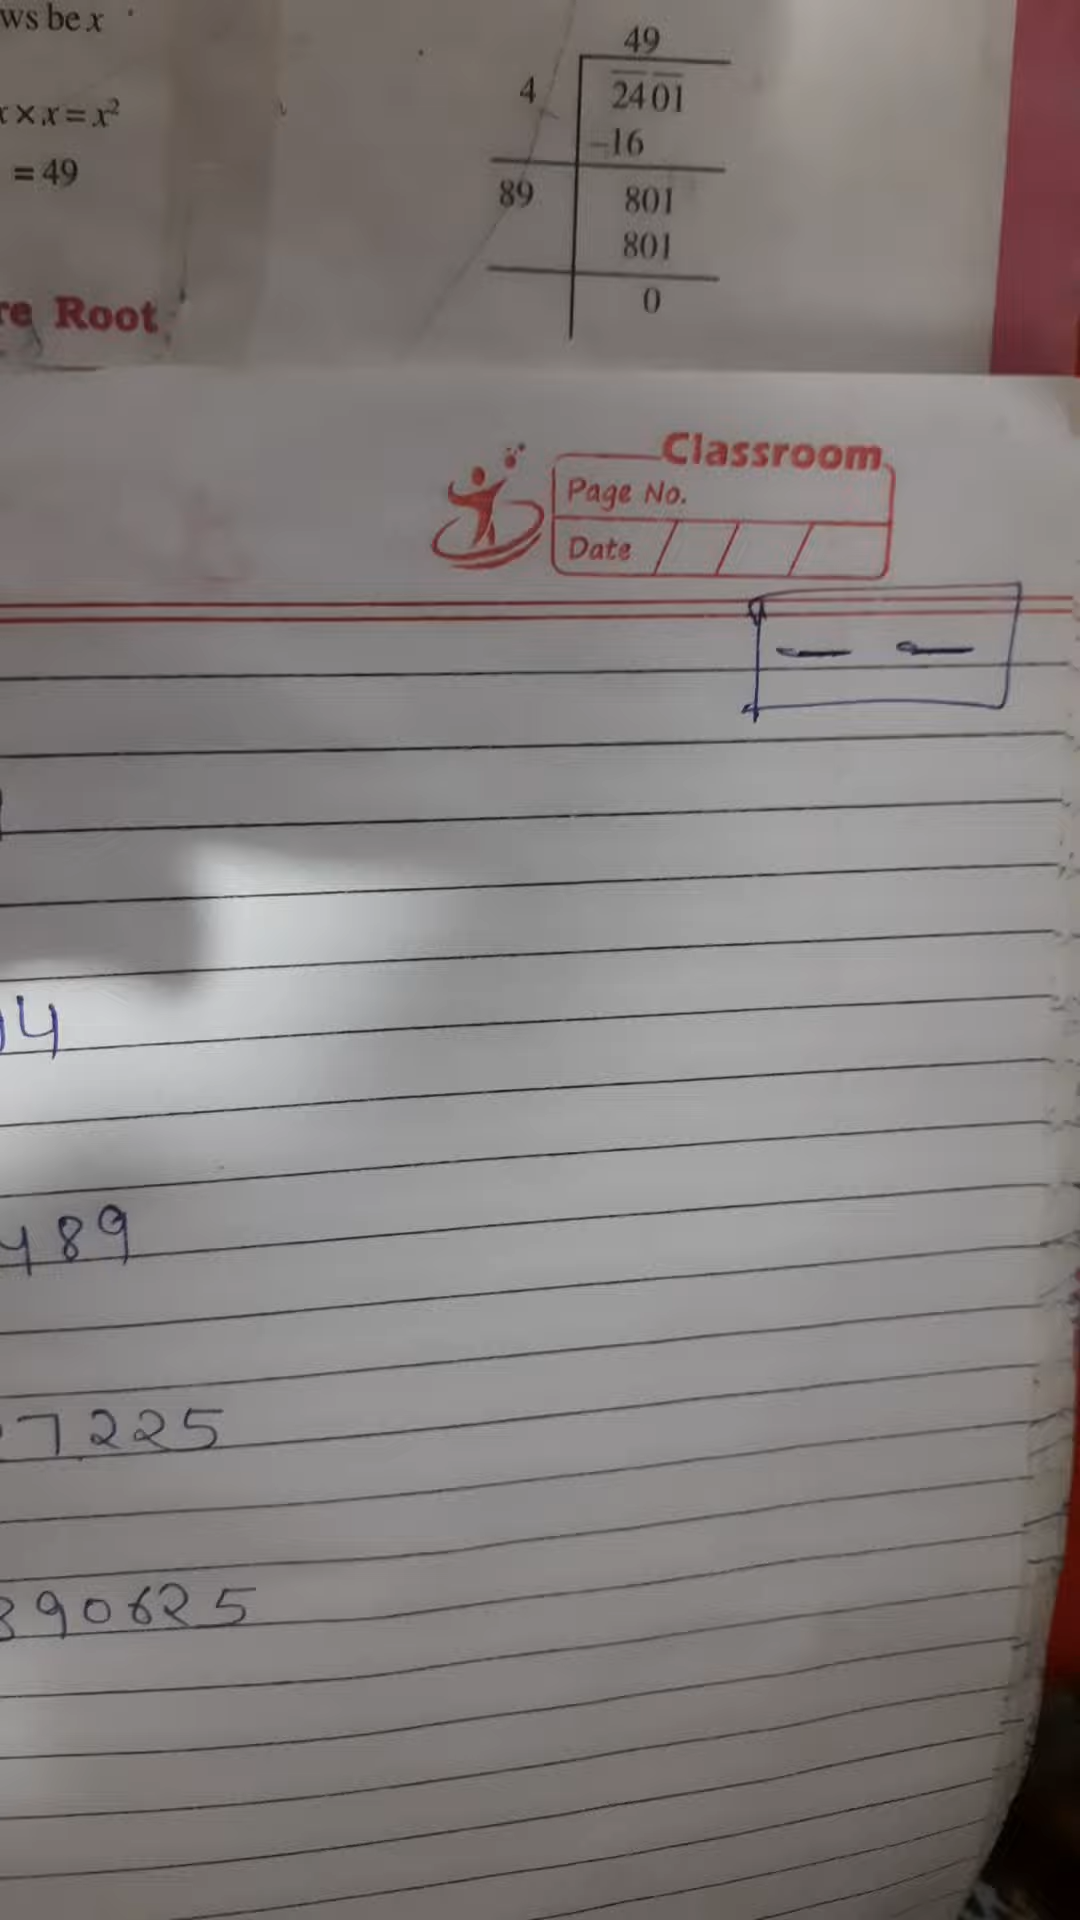 ws be x
49
4 2401
x × x = x²
-16
= 49
89 801
801
0
re Root
Classroom
Page No.
Date / / /
4
489
7225
90625